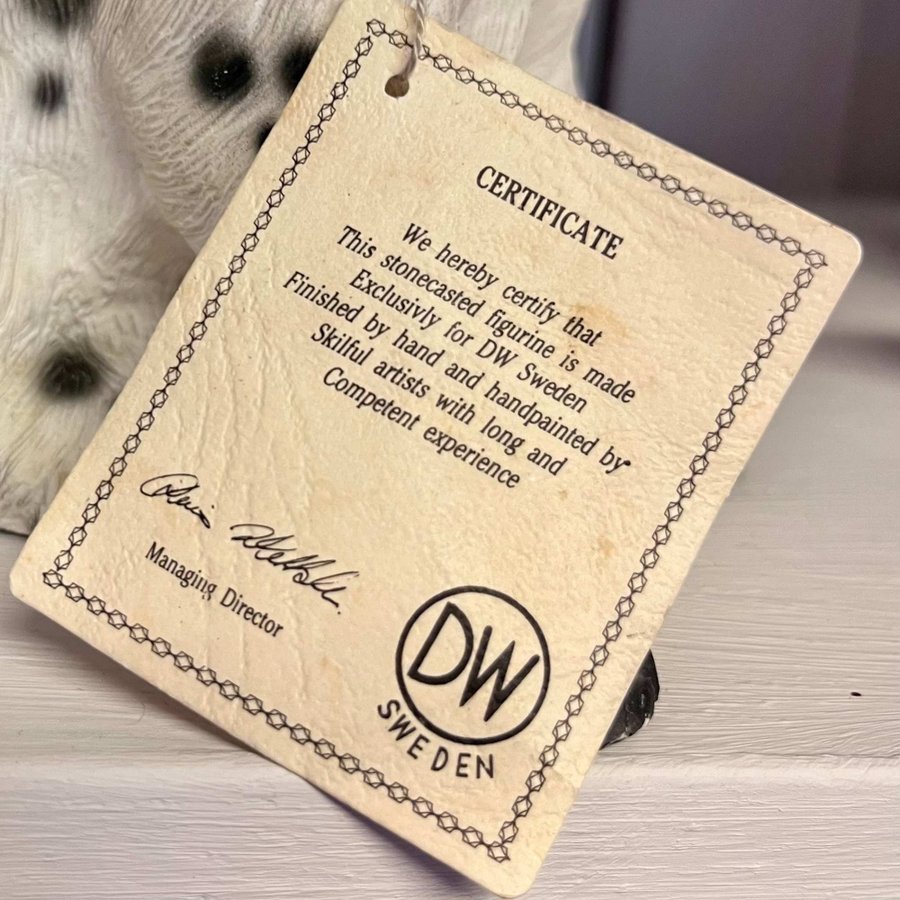 CERTIFICATE
We hereby certify that
This stonecasted figurine is made
Exclusivly for DW Sweden
Finished by hand and handpainted by
Skilful artists with long and
Competent experience
Managing Director
DW
SWEDEN